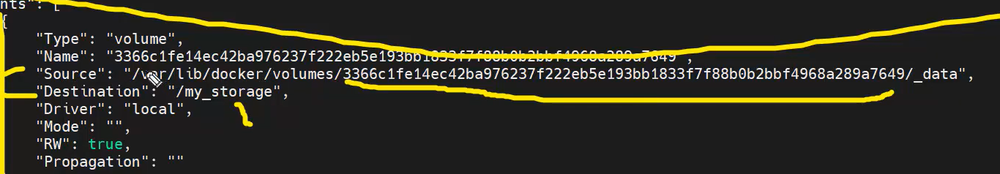 nts": [
{
"Type": "volume",
"Name": "3366c1fe14ec42ba976237f222eb5e193bb1833f7f88b0b2bbf4968a289a7649",
"Source": "/var/lib/docker/volumes/3366c1fe14ec42ba976237f222eb5e193bb1833f7f88b0b2bbf4968a289a7649/_data",
"Destination": "/my_storage",
"Driver": "local",
"Mode": "",
"RW": true,
"Propagation": ""